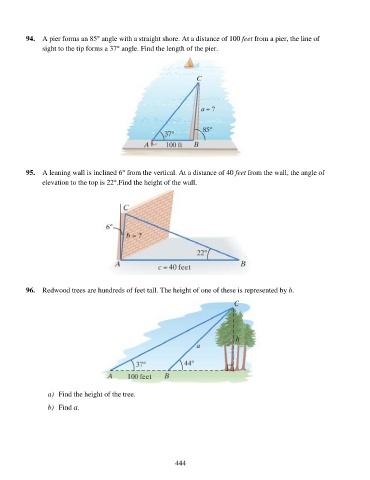 94. A pier forms an 85° angle with a straight shore. At a distance of 100 feet from a pier, the line of
sight to the tip forms a 37° angle. Find the length of the pier.
C
a = ?
37°
85°
A 100 ft B
95. A leaning wall is inclined 6° from the vertical. At a distance of 40 feet from the wall, the angle of
elevation to the top is 22°.Find the height of the wall.
C
6°
b = ?
22°
A B
c = 40 feet
96. Redwood trees are hundreds of feet tall. The height of one of these is represented by h.
C
h
a
37° 44°
A 100 feet B
a) Find the height of the tree.
b) Find a.
444